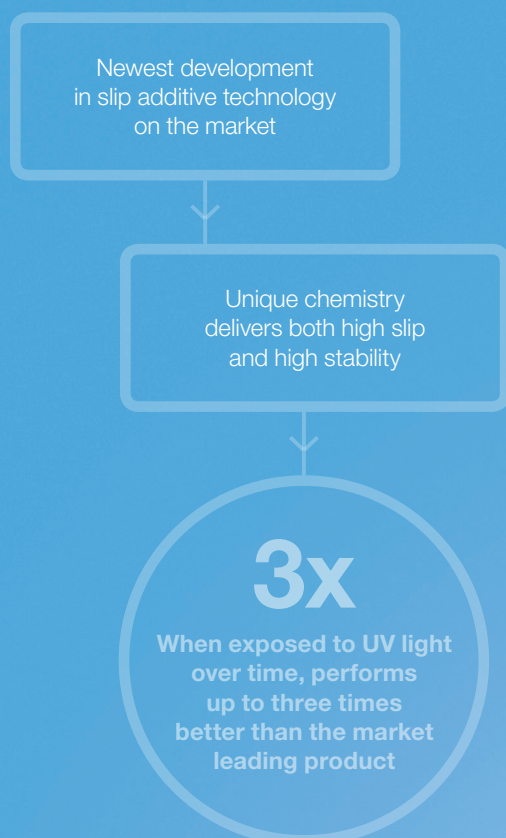 Newest development
in slip additive technology
on the market
Unique chemistry
delivers both high slip
and high stability
3x
When exposed to UV light
over time, performs
up to three times
better than the market
leading product